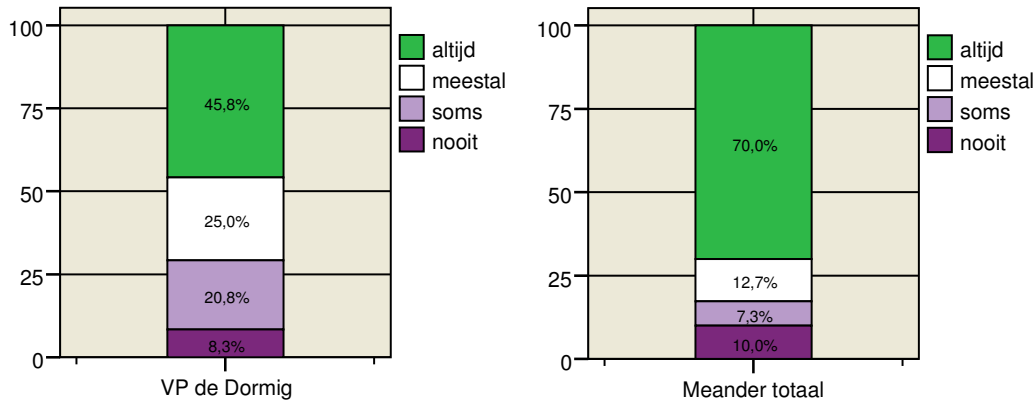 100
75
50
25
0
45,8%
25,0%
20,8%
8,3%
VP de Dormig
altijd
meestal
soms
nooit
100
75
50
25
0
70,0%
12,7%
7,3%
10,0%
Meander totaal
altijd
meestal
soms
nooit